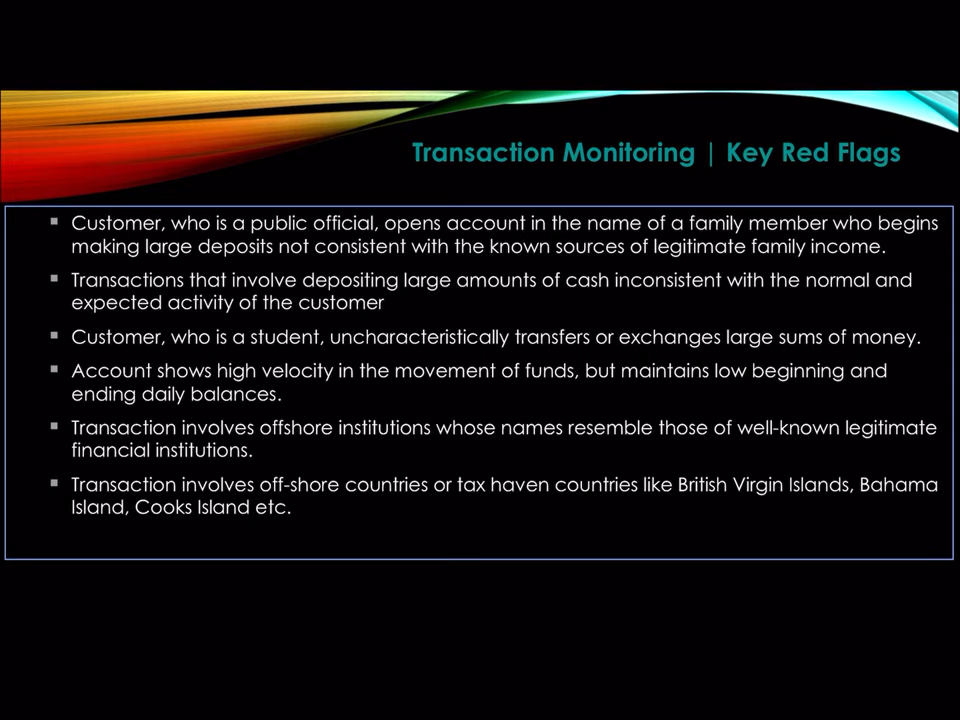 Transaction Monitoring | Key Red Flags
▪ Customer, who is a public official, opens account in the name of a family member who begins
making large deposits not consistent with the known sources of legitimate family income.
▪ Transactions that involve depositing large amounts of cash inconsistent with the normal and
expected activity of the customer
▪ Customer, who is a student, uncharacteristically transfers or exchanges large sums of money.
▪ Account shows high velocity in the movement of funds, but maintains low beginning and
ending daily balances.
▪ Transaction involves offshore institutions whose names resemble those of well-known legitimate
financial institutions.
▪ Transaction involves off-shore countries or tax haven countries like British Virgin Islands, Bahama
Island, Cooks Island etc.